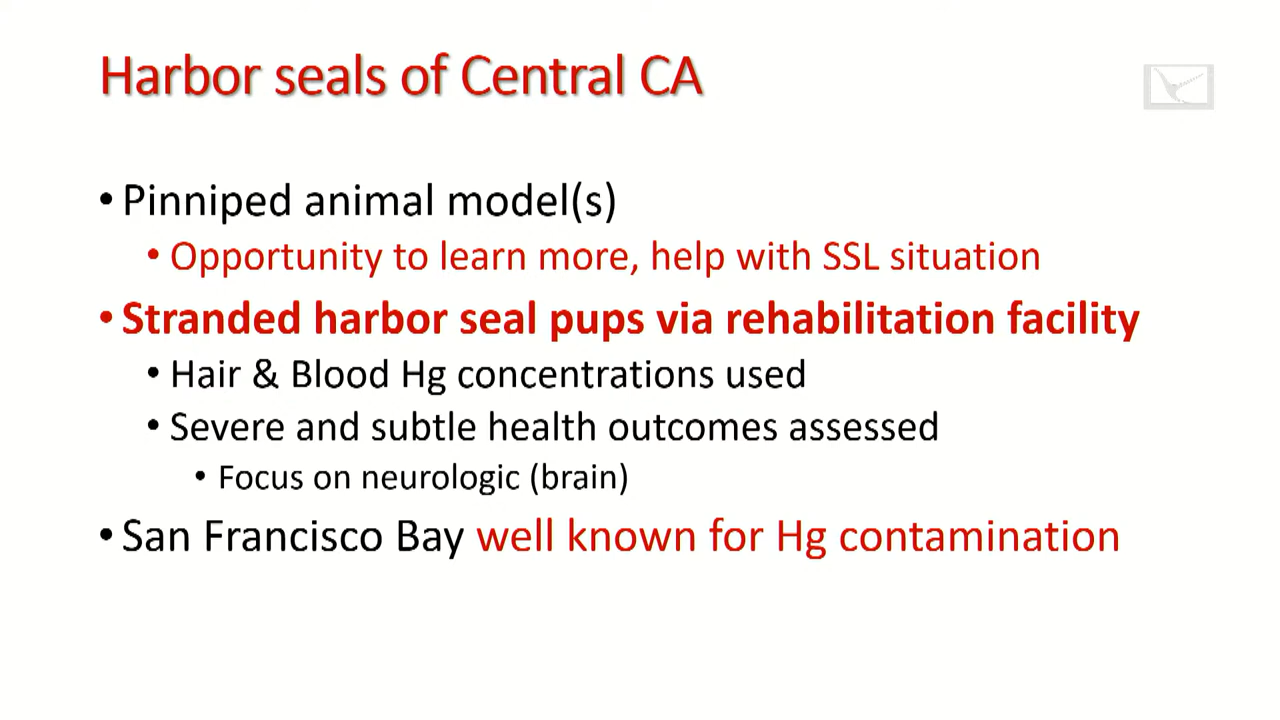 Harbor seals of Central CA
• Pinniped animal model(s)
• Opportunity to learn more, help with SSL situation
• Stranded harbor seal pups via rehabilitation facility
• Hair & Blood Hg concentrations used
• Severe and subtle health outcomes assessed
• Focus on neurologic (brain)
• San Francisco Bay well known for Hg contamination